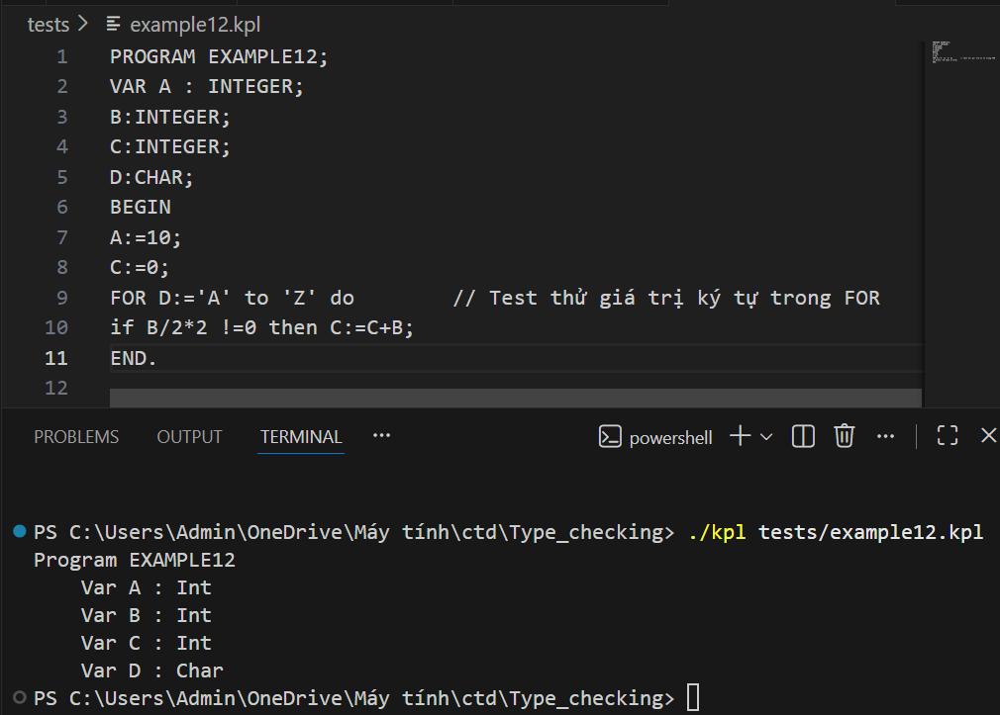 tests > example12.kpl
1 PROGRAM EXAMPLE12;
2 VAR A : INTEGER;
3 B:INTEGER;
4 C:INTEGER;
5 D:CHAR;
6 BEGIN
7 A:=10;
8 C:=0;
9 FOR D:='A' to 'Z' do // Test thử giá trị ký tự trong FOR
10 if B/2*2 !=0 then C:=C+B;
11 END.
12
PROBLEMS OUTPUT TERMINAL ··· powershell
PS C:\Users\Admin\OneDrive\Máy tính\ctd\Type_checking> ./kpl tests/example12.kpl
Program EXAMPLE12
Var A : Int
Var B : Int
Var C : Int
Var D : Char
PS C:\Users\Admin\OneDrive\Máy tính\ctd\Type_checking>